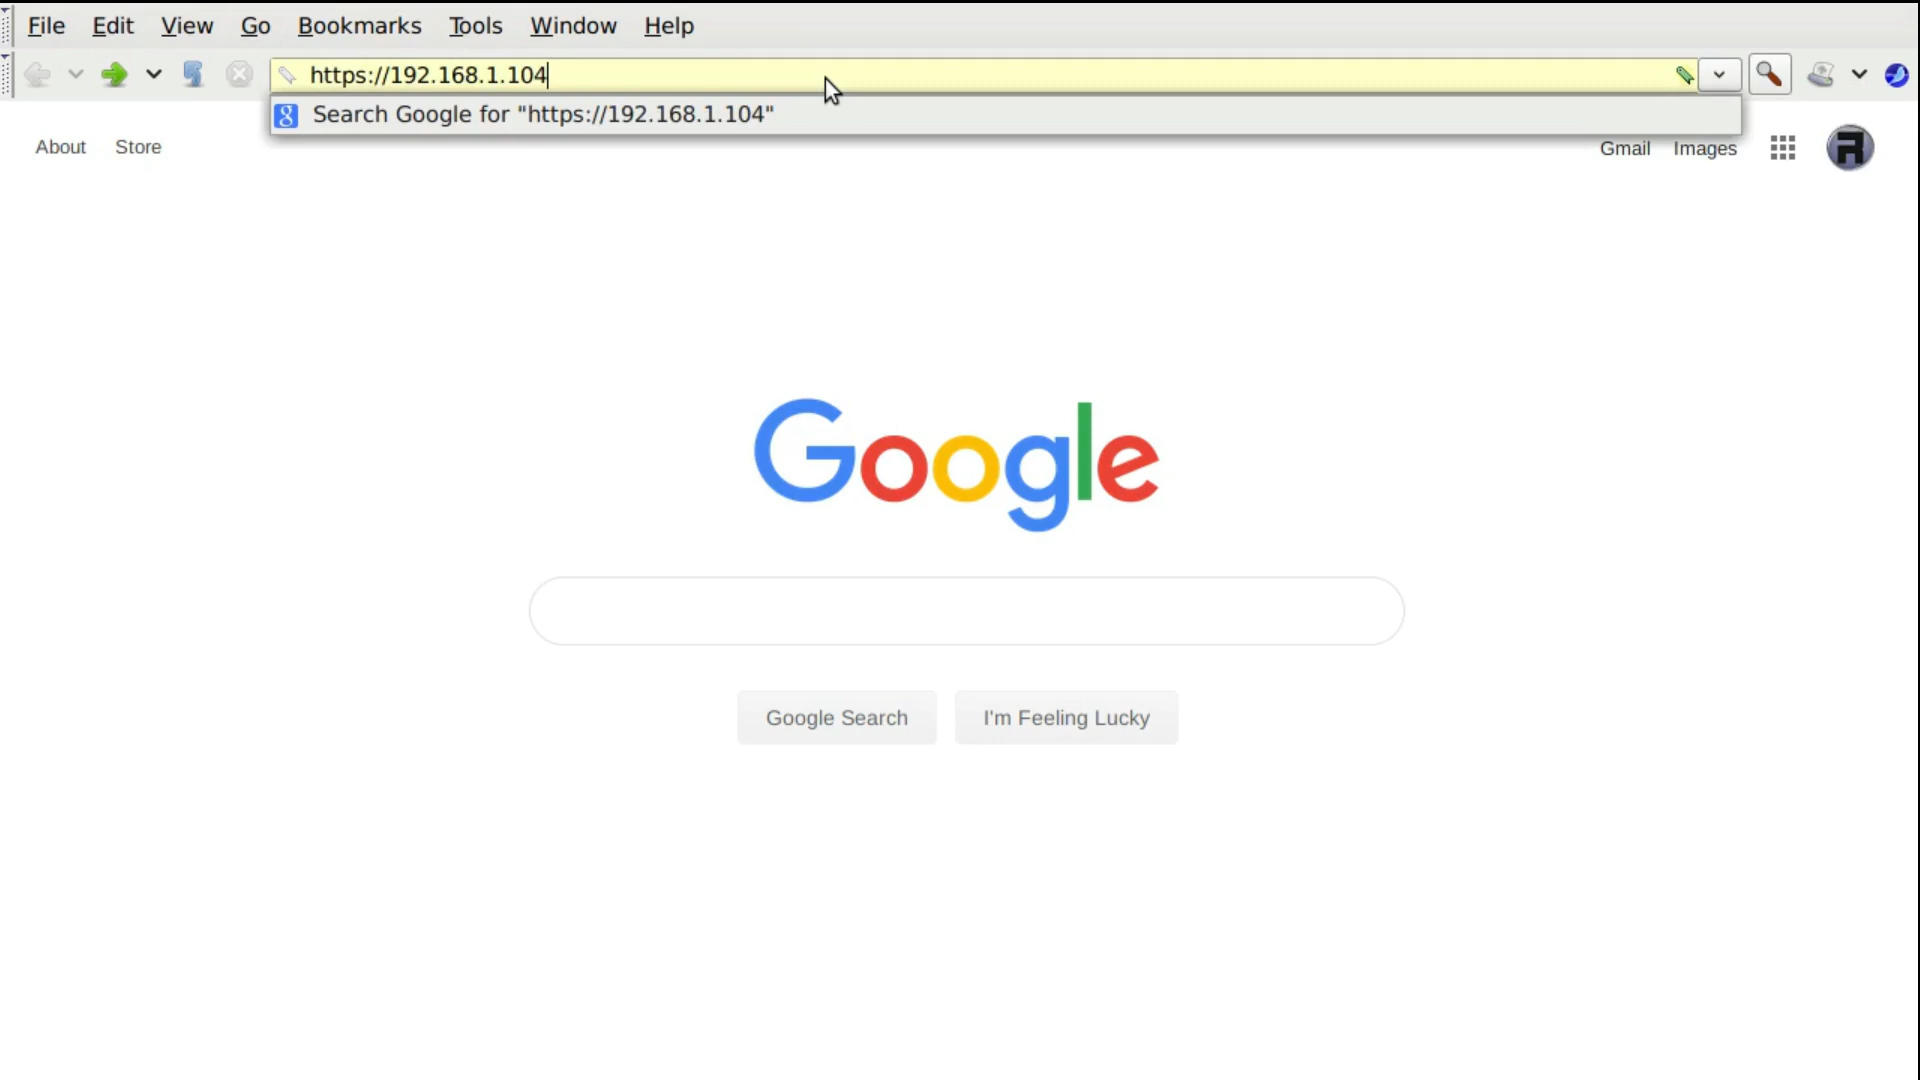 File Edit View Go Bookmarks Tools Window Help
https://192.168.1.104
Search Google for "https://192.168.1.104"
About Store
Gmail Images
Google
Google Search I'm Feeling Lucky